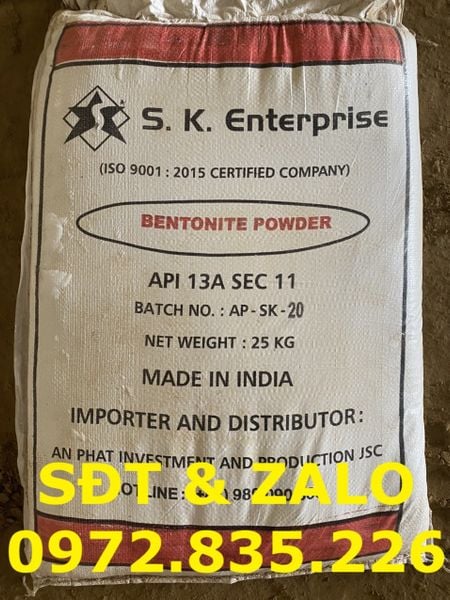 S. K. Enterprise
(ISO 9001 : 2015 CERTIFIED COMPANY)
BENTONITE POWDER
API 13A SEC 11
BATCH NO. : AP - SK - 20
NET WEIGHT : 25 KG
MADE IN INDIA
IMPORTER AND DISTRIBUTOR :
AN PHAT INVESTMENT AND PRODUCTION JSC
SĐT & ZALO
HOTLINE :
0972.835.226